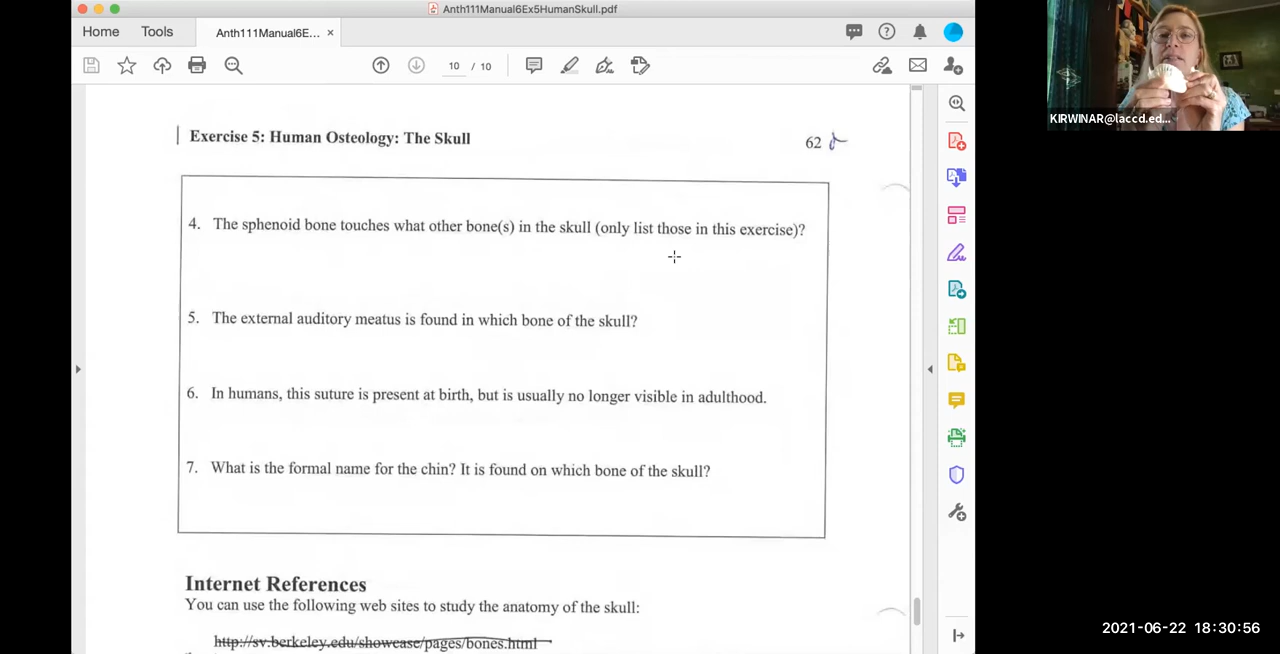 Anth111Manual6Ex5HumanSkull.pdf
Home Tools Anth111Manual6E... ×
10 / 10
Exercise 5: Human Osteology: The Skull 62
4. The sphenoid bone touches what other bone(s) in the skull (only list those in this exercise)?
5. The external auditory meatus is found in which bone of the skull?
6. In humans, this suture is present at birth, but is usually no longer visible in adulthood.
7. What is the formal name for the chin? It is found on which bone of the skull?
Internet References
You can use the following web sites to study the anatomy of the skull:
http://sv.berkeley.edu/showcase/pages/bones.html
KIRWINAR@laccd.ed...
2021-06-22 18:30:56